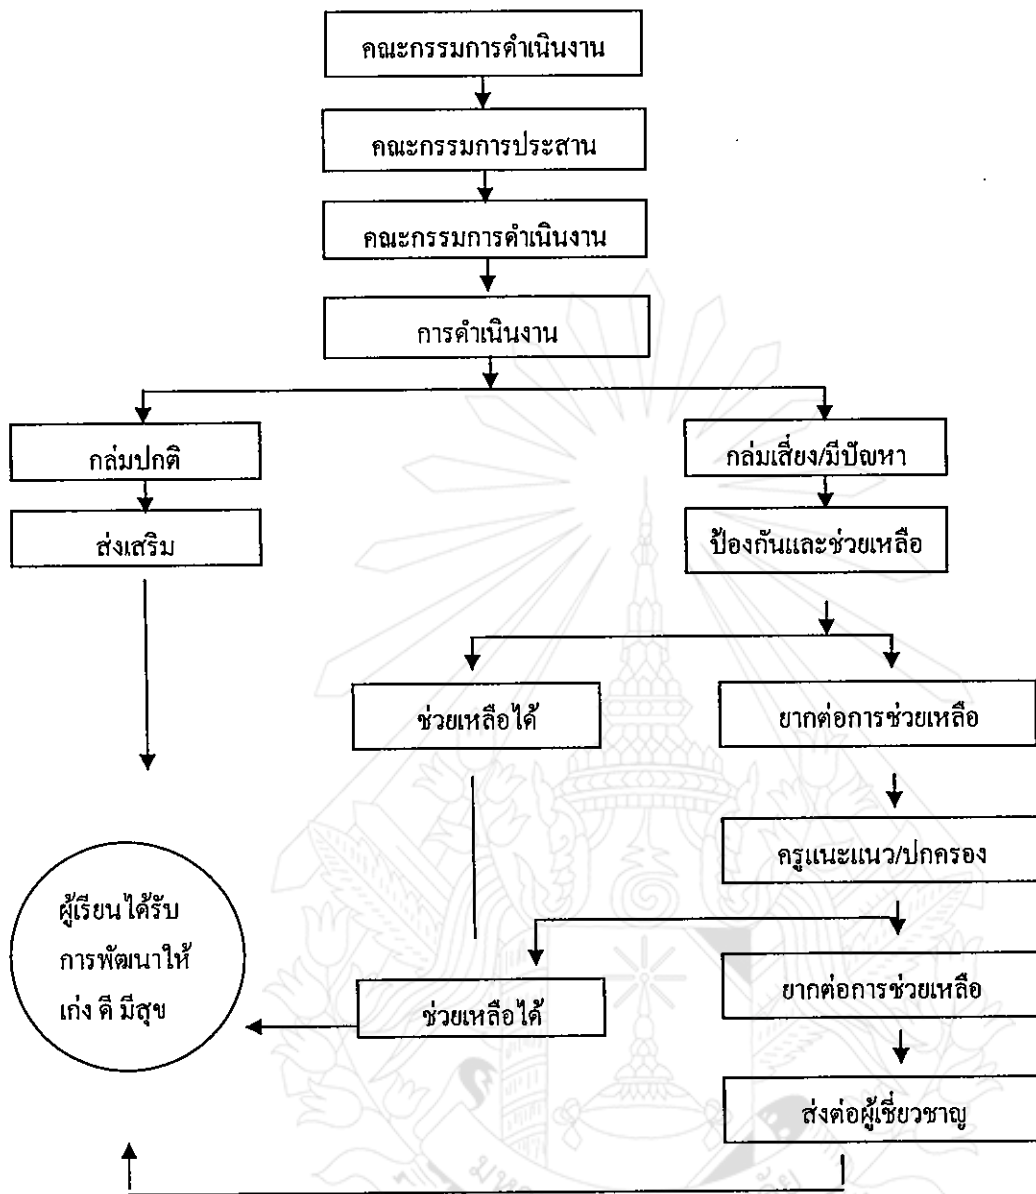 คณะกรรมการดำเนินงาน
คณะกรรมการประสาน
คณะกรรมการดำเนินงาน
การดำเนินงาน
กล่มปกติ
กล่มเสี่ยง/มีปัญหา
ส่งเสริม
ป้องกันและช่วยเหลือ
ช่วยเหลือได้
ยากต่อการช่วยเหลือ
ครูแนะแนว/ปกครอง
ผู้เรียนได้รับ
การพัฒนาให้
เก่ง ดี มีสุข
ช่วยเหลือได้
ยากต่อการช่วยเหลือ
ส่งต่อผู้เชี่ยวชาญ